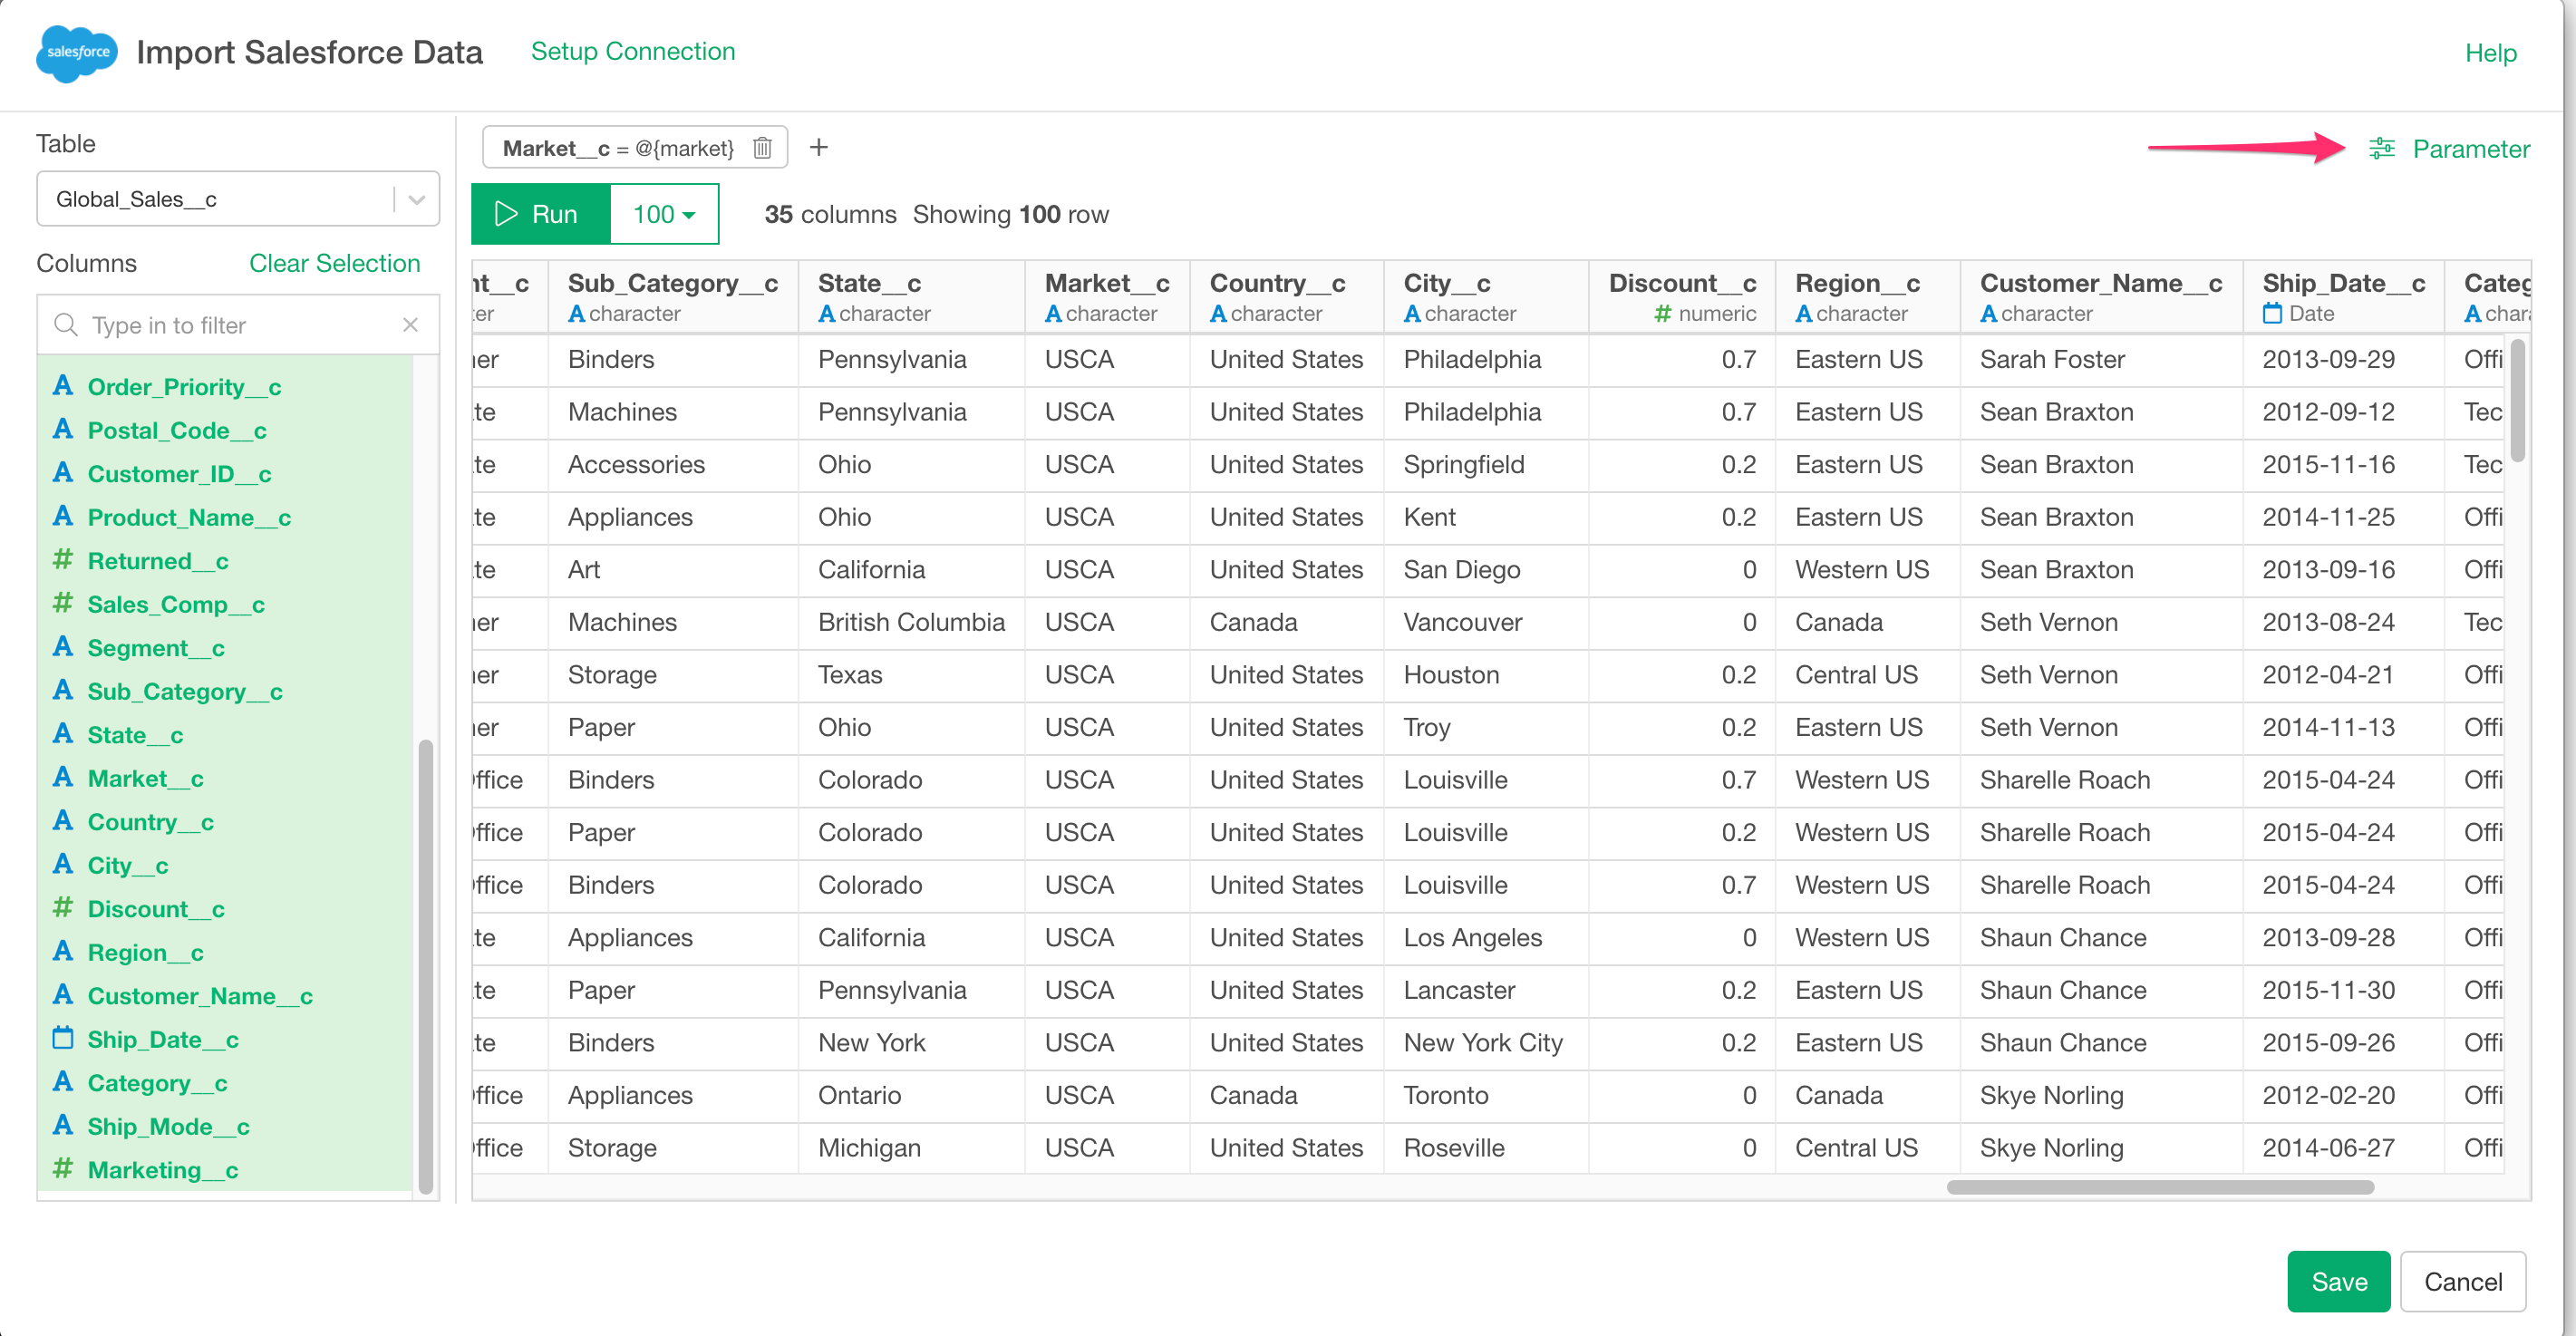 salesforce Import Salesforce Data Setup Connection Help
Table
Global_Sales__c
Columns Clear Selection
Type in to filter
Order_Priority__c
Postal_Code__c
Customer_ID__c
Product_Name__c
Returned__c
Sales_Comp__c
Segment__c
Sub_Category__c
State__c
Market__c
Country__c
City__c
Discount__c
Region__c
Customer_Name__c
Ship_Date__c
Category__c
Ship_Mode__c
Marketing__c
Market__c = @{market} + Parameter
Run 100 35 columns Showing 100 row
nt__c Sub_Category__c State__c Market__c Country__c City__c Discount__c Region__c Customer_Name__c Ship_Date__c Categ
er character character character character character # numeric character character Date char
er Binders Pennsylvania USCA United States Philadelphia 0.7 Eastern US Sarah Foster 2013-09-29 Offi
te Machines Pennsylvania USCA United States Philadelphia 0.7 Eastern US Sean Braxton 2012-09-12 Tec
te Accessories Ohio USCA United States Springfield 0.2 Eastern US Sean Braxton 2015-11-16 Tec
te Appliances Ohio USCA United States Kent 0.2 Eastern US Sean Braxton 2014-11-25 Offi
te Art California USCA United States San Diego 0 Western US Sean Braxton 2013-09-16 Offi
er Machines British Columbia USCA Canada Vancouver 0 Canada Seth Vernon 2013-08-24 Tec
er Storage Texas USCA United States Houston 0.2 Central US Seth Vernon 2012-04-21 Offi
er Paper Ohio USCA United States Troy 0.2 Eastern US Seth Vernon 2014-11-13 Offi
ffice Binders Colorado USCA United States Louisville 0.7 Western US Sharelle Roach 2015-04-24 Offi
ffice Paper Colorado USCA United States Louisville 0.2 Western US Sharelle Roach 2015-04-24 Offi
ffice Binders Colorado USCA United States Louisville 0.7 Western US Sharelle Roach 2015-04-24 Offi
te Appliances California USCA United States Los Angeles 0 Western US Shaun Chance 2013-09-28 Offi
te Paper Pennsylvania USCA United States Lancaster 0.2 Eastern US Shaun Chance 2015-11-30 Offi
te Binders New York USCA United States New York City 0.2 Eastern US Shaun Chance 2015-09-26 Offi
ffice Appliances Ontario USCA Canada Toronto 0 Canada Skye Norling 2012-02-20 Offi
ffice Storage Michigan USCA United States Roseville 0 Central US Skye Norling 2014-06-27 Offi
Save Cancel